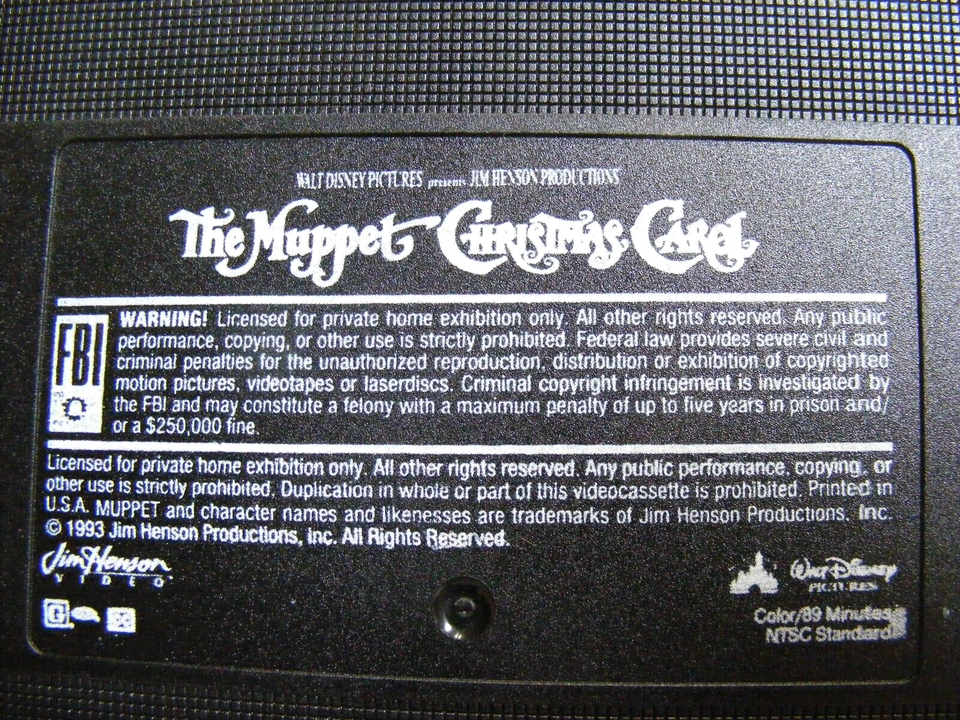 WALT DISNEY PICTURES presents JIM HENSON PRODUCTIONS'
The Muppet Christmas Carol
FBI
WARNING! Licensed for private home exhibition only. All other rights reserved. Any public
performance, copying, or other use is strictly prohibited. Federal law provides severe civil and
criminal penalties for the unauthorized reproduction, distribution or exhibition of copyrighted
motion pictures, videotapes or laserdiscs. Criminal copyright infringement is investigated by
the FBI and may constitute a felony with a maximum penalty of up to five years in prison and/
or a $250,000 fine.
Licensed for private home exhibition only. All other rights reserved. Any public performance, copying, or
other use is strictly prohibited. Duplication in whole or part of this videocassette is prohibited. Printed in
U.S.A. MUPPET and character names and likenesses are trademarks of Jim Henson Productions, Inc.
© 1993 Jim Henson Productions, Inc. All Rights Reserved.
Jim Henson
VIDEO
WALT DISNEY
PICTURES
G CC
Color/89 Minutes
NTSC Standard